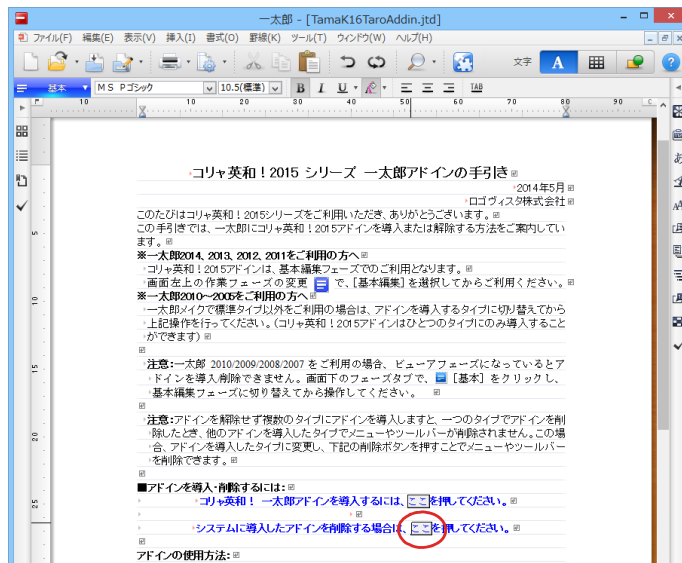 一太郎 - [TamaK16TaroAddin.jtd]
ファイル(F) 編集(E) 表示(V) 挿入(I) 書式(O) 罫線(K) ツール(T) ウィンドウ(W) ヘルプ(H)
文字 A
基本 MS Pゴシック 10.5(標準) B I U TAB
10 10 20 30 40 50 60 70 80 90
コリャ英和!2015 シリーズ 一太郎アドインの手引き
2014年5月
ロゴヴィスタ株式会社
このたびはコリャ英和!2015シリーズをご利用いただき、ありがとうございます。
この手引きでは、一太郎にコリャ英和!2015アドインを導入または解除する方法をご案内してい
ます。
※一太郎2014、2013、2012、2011をご利用の方へ
コリャ英和!2015アドインは、基本編集フェーズでのご利用となります。
画面左上の作業フェーズの変更 で、[基本編集]を選択してからご利用ください。
※一太郎2010~2005をご利用の方へ
一太郎メイクで標準タイプ以外をご利用の場合は、アドインを導入するタイプに切り替えてから
上記操作を行ってください。(コリャ英和!2015アドインはひとつのタイプにのみ導入すること
ができます)
注意:一太郎 2010/2009/2008/2007 をご利用の場合、ビューアフェーズになっているとア
ドインを導入/削除できません。画面下のフェーズタブで、 [基本]をクリックし、
基本編集フェーズに切り替えてから操作してください。
注意:アドインを解除せず複数のタイプにアドインを導入しますと、一つのタイプでアドインを削
除したとき、他のアドインを導入したタイプでメニューやツールバーが削除されません。この場
合、アドインを導入したタイプに変更し、下記の削除ボタンを押すことでメニューやツールバー
を削除できます。
■アドインを導入・削除するには:
コリャ英和! 一太郎アドインを導入するには、ここを押してください。
システムに導入したアドインを削除する場合は、ここを押してください。
アドインの使用方法: